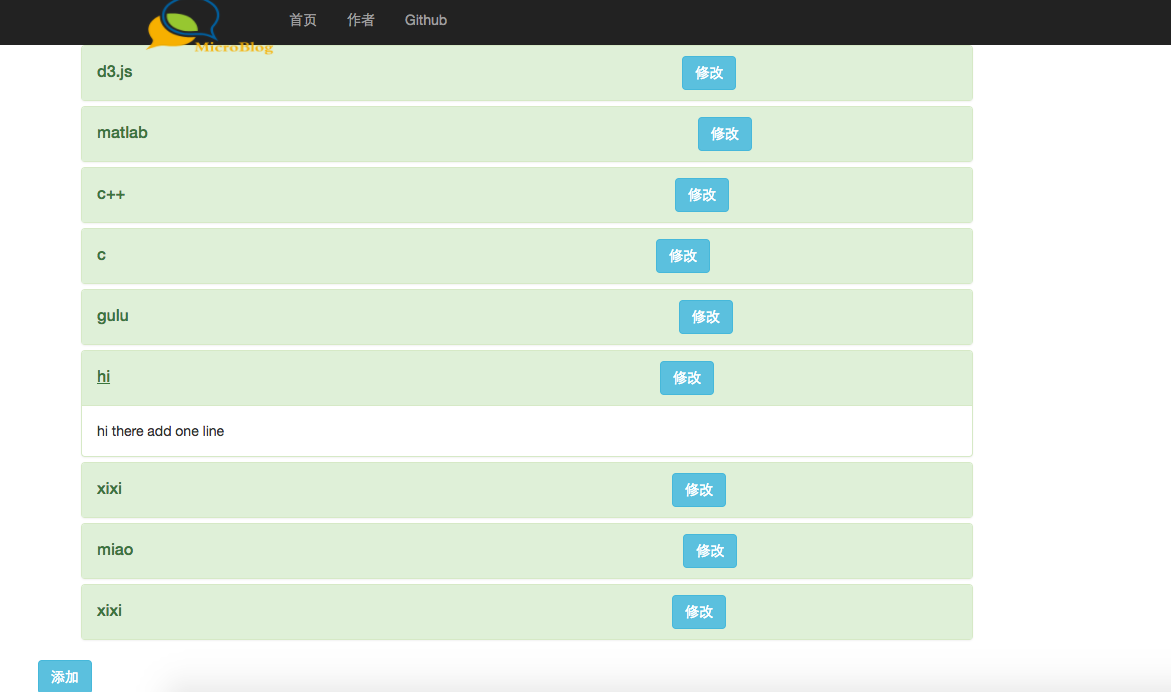 首页 作者 Github
MicroBlog
d3.js 修改
matlab 修改
c++ 修改
c 修改
gulu 修改
hi 修改
hi there add one line
xixi 修改
miao 修改
xixi 修改
添加